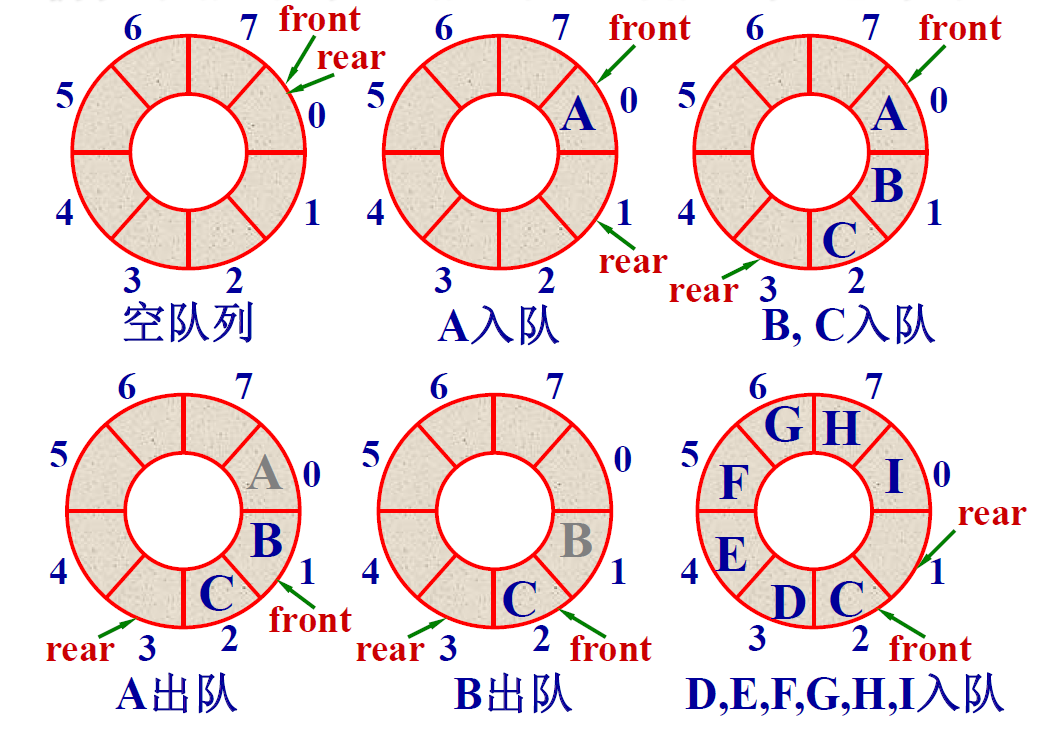 6 7 front
rear
5 0
4 1
3 2
空队列
6 7 front
5 A 0
4 1
rear
3 2
A入队
6 7 front
5 A 0
B
4 1
C
rear 3 2
B, C入队
6 7
5 A 0
B
4 1
C front
rear 3 2
A出队
6 7
5 0
B
4 1
C
rear 3 2 front
B出队
6 7
G H
5 F I 0
rear
E
4 1
D C
3 2 front
D,E,F,G,H,I入队